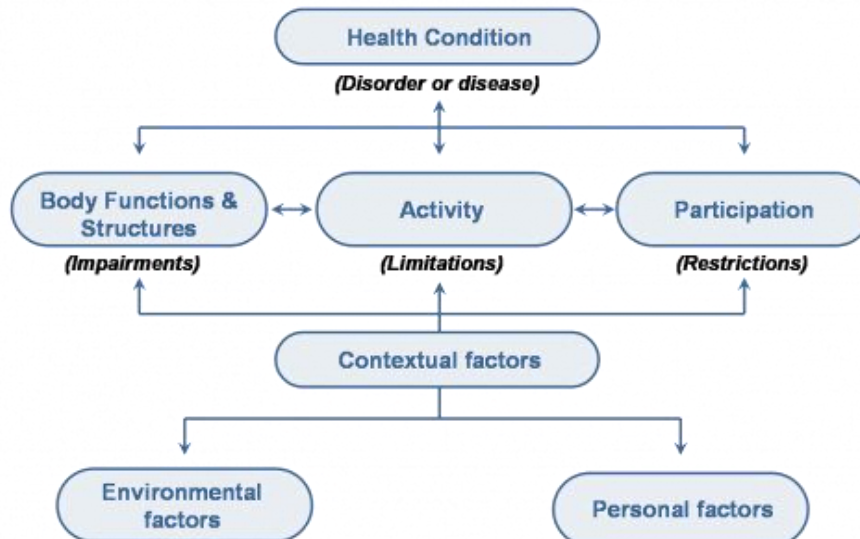 Health Condition
(Disorder or disease)
Body Functions &
Structures
Activity
Participation
(Impairments)
(Limitations)
(Restrictions)
Contextual factors
Environmental
factors
Personal factors